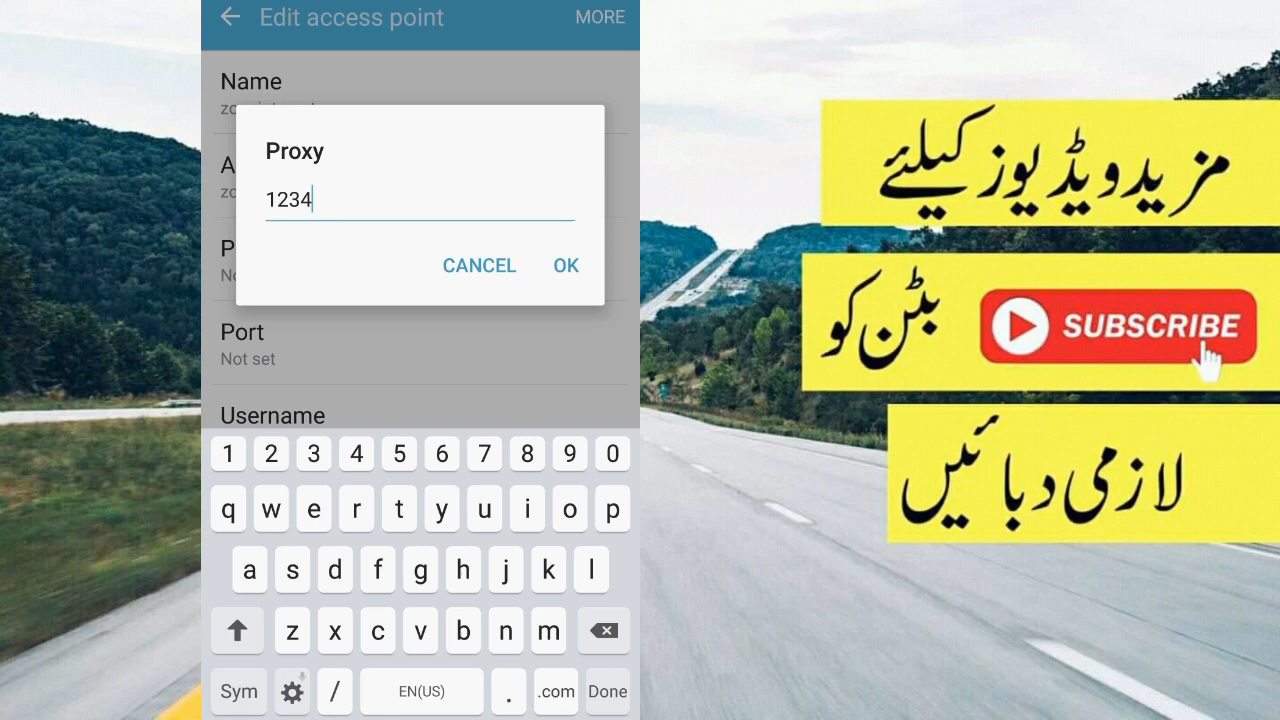 Edit access point
MORE
Name
Proxy
1234
CANCEL
OK
Port
Not set
Username
1 2 3 4 5 6 7 8 9 0
q w e r t y u i o p
a s d f g h j k l
z x c v b n m
Sym / EN(US) . .com Done
مزید ویڈیوز کیلئے
SUBSCRIBE بٹن کو
لازمی دبائیں